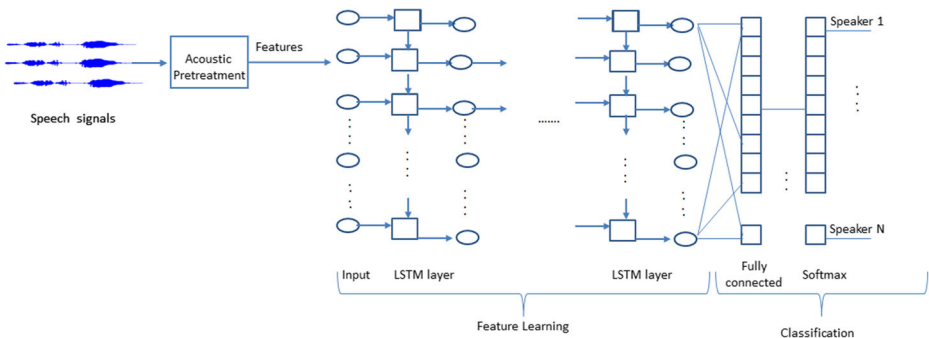 Speech signals
Acoustic
Pretreatment
Features
.......
Speaker 1
Speaker N
Input
LSTM layer
LSTM layer
Fully
connected
Softmax
Feature Learning
Classification